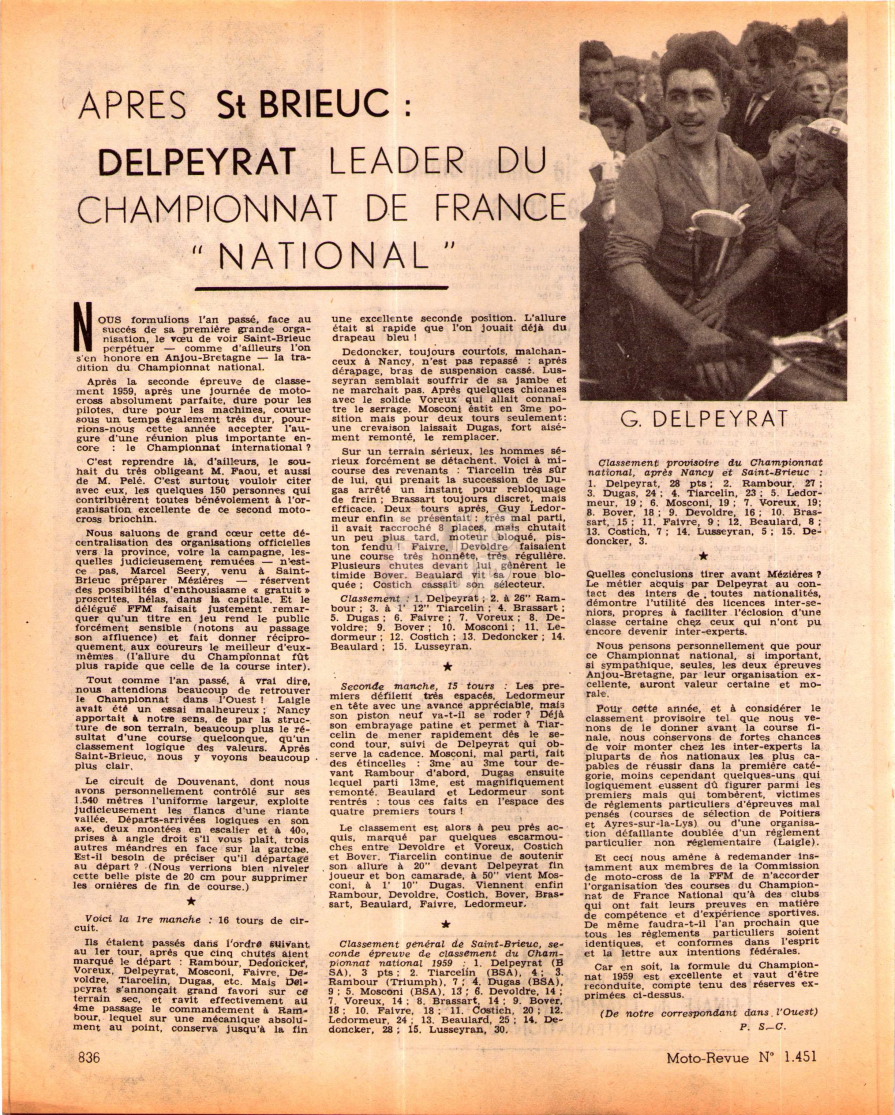 APRES St BRIEUC :
DELPEYRAT LEADER DU
CHAMPIONNAT DE FRANCE
“ NATIONAL ”
NOUS formulions l'an passé, face au
succés de sa première grande orga-
nisation, le vœu de voir Saint-Brieuc
perpétuer — comme d'ailleurs l'on
s'en honore en Anjou-Bretagne — la tra-
dition du Championnat national.
Après la seconde épreuve de classe-
ment 1959, après une journée de moto-
cross absolument parfaite, dure pour les
pilotes, dure pour les machines, courue
sous un temps également très dur, pour-
rions-nous cette année accepter l'au-
gure d'une réunion plus importante en-
core : le Championnat international ?
C'est reprendre là, d'ailleurs, le sou-
hait du très obligeant M. Faou, et aussi
de M. Pelé. C'est surtout vouloir citer
avec eux, les quelques 150 personnes qui
contribuèrent toutes bénévolement à l'or-
ganisation excellente de ce second moto-
cross briochin.
Nous saluons de grand cœur cette dé-
centralisation des organisations officielles
vers la province, voire la campagne, les-
quelles judicieusement remuées — n'est-
ce pas, Marcel Seery, venu à Saint-
Brieuc préparer Mézières — réservent
des possibilités d'enthousiasme « gratuit »
proscrites, hélas, dans la capitale. Et le
délégué FFM faisait justement remar-
quer qu'un titre en jeu rend le public
forcément sensible (notons au passage
son affluence) et fait donner récipro-
quement, aux coureurs le meilleur d'eux-
mêmes (l'allure du Championnat fût
plus rapide que celle de la course inter).
Tout comme l'an passé, à vrai dire,
nous attendions beaucoup de retrouver
le Championnat dans l'Ouest ! Laigle
avait été un essai malheureux ; Nancy
apportait à notre sens, de par la struc-
ture de son terrain, beaucoup plus le ré-
sultat d'une course quelconque, qu'un
classement logique des valeurs. Après
Saint-Brieuc, nous y voyons beaucoup
plus clair.
Le circuit de Douvenant, dont nous
avons personnellement contrôlé sur ses
1.540 mètres l'uniforme largeur, exploite
judicieusement les flancs d'une riante
vallée. Départs-arrivées logiques en son
axe, deux montées en escalier et à 40o,
prises à angle droit s'il vous plaît, trois
autres méandres en face sur la gauche.
Est-il besoin de préciser qu'il départage
au départ ? (Nous verrions bien niveler
cette belle piste de 20 cm pour supprimer
les ornières de fin de course.)
★
Voici la 1re manche : 16 tours de cir-
cuit.
Ils étaient passés dans l'ordre suivant
au 1er tour, après que cinq chutes aient
marqué le départ : Rambour, Dedoncker,
Voreux, Delpeyrat, Mosconi, Faivre, De-
voldre, Tiarcelin, Dugas, etc. Mais Del-
peyrat s'annonçait grand favori sur ce
terrain sec, et ravit effectivement au
4me passage le commandement à Ram-
bour, lequel sur une mécanique absolu-
ment au point, conserva jusqu'à la fin
une excellente seconde position. L'allure
était si rapide que l'on jouait déjà du
drapeau bleu !
Dedoncker, toujours courtois, malchan-
ceux à Nancy, n'est pas repassé : après
dérapage, bras de suspension cassé. Lus-
seyran semblait souffrir de sa jambe et
ne marchait pas. Après quelques chicanes
avec le solide Voreux qui allait connaî-
tre le serrage. Mosconi éstit en 3me po-
sition mais pour deux tours seulement:
une crevaison laissait Dugas, fort aisé-
ment remonté, le remplacer.
Sur un terrain sérieux, les hommes sé-
rieux forcément se détachent. Voici à mi-
course des revenants : Tiarcelin très sûr
de lui, qui prenait la succession de Du-
gas arrêté un instant pour rebloquage
de frein ; Brassart toujours discret, mais
efficace. Deux tours après, Guy Ledor-
meur enfin se présentait : très mal parti,
il avait raccroché 8 places, mais chutait
un peu plus tard, moteur bloqué, pis-
ton fendu ! Faivre, Devoldre faisaient
une course très honnête, très régulière.
Plusieurs chutes devant lui gênèrent le
timide Bover. Beaulard vit sa roue blo-
quée ; Costich cassait son sélecteur.
Classement : 1. Delpeyrat ; 2. à 26" Ram-
bour ; 3. à 1' 12" Tiarcelin ; 4. Brassart ;
5. Dugas ; 6. Faivre ; 7. Voreux ; 8. De-
voldre; 9. Bover ; 10. Mosconi ; 11. Le-
dormeur ; 12. Costich ; 13. Dedoncker ; 14.
Beaulard ; 15. Lusseyran.
★
Seconde manche, 15 tours : Les pre-
miers défilent très espacés, Ledormeur
en tête avec une avance appréciable, mais
son piston neuf va-t-il se roder ? Déjà
son embrayage patine et permet à Tiar-
celin de mener rapidement dès le se-
cond tour, suivi de Delpeyrat qui ob-
serve la cadence. Mosconi, mal parti, fait
des étincelles : 3me au 3me tour de-
vant Rambour d'abord, Dugas ensuite
lequel parti 13me, est magnifiquement
remonté. Beaulard et Ledormeur sont
rentrés : tous ces faits en l'espace des
quatre premiers tours !
Le classement est alors à peu près ac-
quis, marqué par quelques escarmou-
ches entre Devoldre et Voreux, Costich
et Bover. Tiarcelin continue de soutenir
son allure à 20" devant Delpeyrat fin
joueur et bon camarade, à 50" vient Mos-
coni, à 1' 10" Dugas. Viennent enfin
Rambour, Devoldre, Costich, Bover, Bras-
sart, Beaulard, Faivre, Ledormeur.
★
Classement général de Saint-Brieuc, se-
conde épreuve de classement du Cham-
pionnat national 1959 : 1. Delpeyrat (B
SA), 3 pts ; 2. Tiarcelin (BSA), 4 ; 3.
Rambour (Triumph), 7 ; 4. Dugas (BSA),
9 ; 5. Mosconi (BSA), 13 ; 6. Devoldre, 14 ;
7. Voreux, 14 ; 8. Brassart, 14 ; 9. Bover,
18 ; 10. Faivre, 18 ; 11. Costich, 20 ; 12.
Ledormeur, 24 ; 13. Beaulard, 25 ; 14. De-
doncker, 28 ; 15. Lusseyran, 30.
G. DELPEYRAT
Classement provisoire du Championnat
national, après Nancy et Saint-Brieuc :
1. Delpeyrat, 28 pts ; 2. Rambour, 27 ;
3. Dugas, 24 ; 4. Tiarcelin, 23 ; 5. Ledor-
meur, 19 ; 6. Mosconi, 19 ; 7. Voreux, 19;
8. Bover, 18 ; 9. Devoldre, 16 ; 10. Bras-
sart, 15 ; 11. Faivre, 9 ; 12. Beaulard, 8 ;
13. Costich, 7 ; 14. Lusseyran, 5 ; 15. De-
doncker, 3.
★
Quelles conclusions tirer avant Mézières ?
Le métier acquis par Delpeyrat au con-
tact des inters de toutes nationalités,
démontre l'utilité des licences inter-se-
niors, propres à faciliter l'éclosion d'une
classe certaine chez ceux qui n'ont pu
encore devenir inter-experts.
Nous pensons personnellement que pour
ce Championnat national, si important,
si sympathique, seules, les deux épreuves
Anjou-Bretagne, par leur organisation ex-
cellente, auront valeur certaine et mo-
rale.
Pour cette année, et à considérer le
classement provisoire tel que nous ve-
nons de le donner avant la course fi-
nale, nous conservons de fortes chances
de voir monter chez les inter-experts la
pluparts de nos nationaux les plus ca-
pables de réussir dans la première caté-
gorie, moins cependant quelques-uns qui
logiquement eussent dû figurer parmi les
premiers mais qui tombèrent, victimes
de règlements particuliers d'épreuves mal
pensés (courses de sélection de Poitiers
et Ayres-sur-la-Lys) ou d'une organisa-
tion défaillante doublée d'un règlement
particulier non réglementaire (Laigle).
Et ceci nous amène à redemander ins-
tamment aux membres de la Commission
de moto-cross de la FFM de n'accorder
l'organisation des courses du Champion-
nat de France National qu'à des clubs
qui ont fait leurs preuves en matière
de compétence et d'expérience sportives.
De même faudra-t-il l'an prochain que
tous les règlements particuliers soient
identiques, et conformes dans l'esprit
et la lettre aux intentions fédérales.
Car en soit, la formule du Champion-
nat 1959 est excellente et vaut d'être
reconduite, compte tenu des réserves ex-
primées ci-dessus.
(De notre correspondant dans l'Ouest)
P. S.-C.
836
Moto-Revue N° 1.451